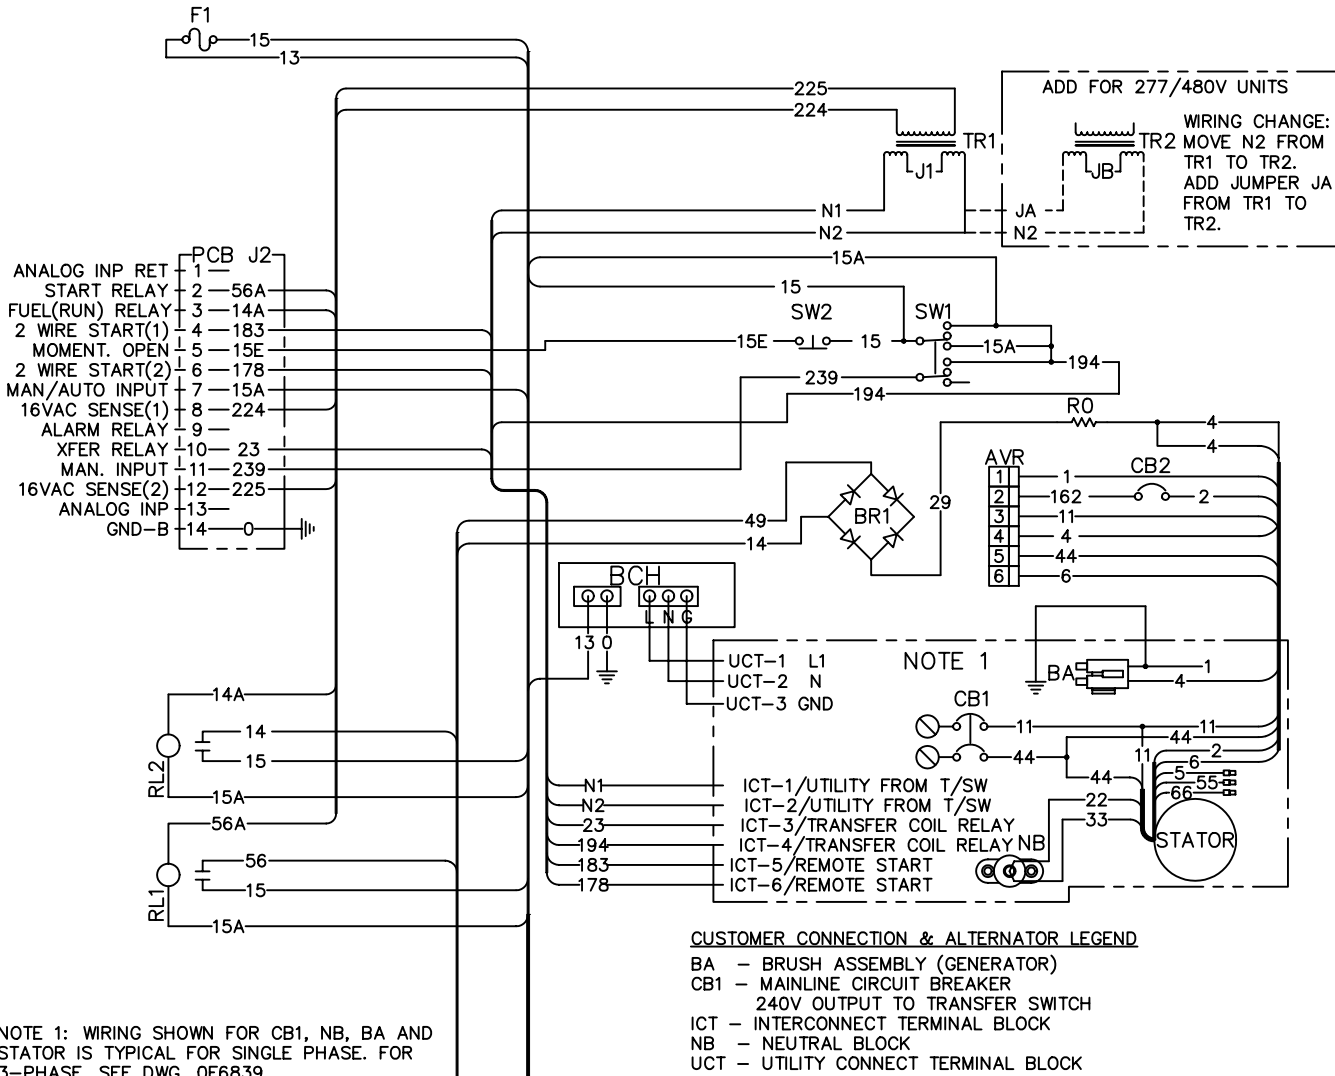 F1
15
13
225
224
TR1
J1
N1
N2
ADD FOR 277/480V UNITS
WIRING CHANGE:
MOVE N2 FROM
TR1 TO TR2.
ADD JUMPER JA
FROM TR1 TO
TR2.
TR2
JB
JA
N2
PCB J2
ANALOG INP RET 1
START RELAY 2 56A
FUEL(RUN) RELAY 3 14A
2 WIRE START(1) 4 183
MOMENT. OPEN 5 15E
2 WIRE START(2) 6 178
MAN/AUTO INPUT 7 15A
16VAC SENSE(1) 8 224
ALARM RELAY 9
XFER RELAY 10 23
MAN. INPUT 11 239
16VAC SENSE(2) 12 225
ANALOG INP 13
GND-B 14 0
15A
15
SW2 SW1
15E 15 15A
194
239
194
R0
4
4
AVR
1 1
2 162 CB2 2
3 11
4 4
5 44
6 6
29
BR1
49
14
BCH
L N G
13 0
UCT-1 L1
UCT-2 N
UCT-3 GND
NOTE 1
BA 1
4
CB1
11 11
44 44
2
6
5
55
66
11
44
22
33
STATOR
NB
14A
14
15
RL2
15A
56A
56
15
RL1
15A
N1 ICT-1/UTILITY FROM T/SW
N2 ICT-2/UTILITY FROM T/SW
23 ICT-3/TRANSFER COIL RELAY
194 ICT-4/TRANSFER COIL RELAY
183 ICT-5/REMOTE START
178 ICT-6/REMOTE START
CUSTOMER CONNECTION & ALTERNATOR LEGEND
BA - BRUSH ASSEMBLY (GENERATOR)
CB1 - MAINLINE CIRCUIT BREAKER
240V OUTPUT TO TRANSFER SWITCH
ICT - INTERCONNECT TERMINAL BLOCK
NB - NEUTRAL BLOCK
UCT - UTILITY CONNECT TERMINAL BLOCK
NOTE 1: WIRING SHOWN FOR CB1, NB, BA AND
STATOR IS TYPICAL FOR SINGLE PHASE. FOR
3-PHASE, SEE DWG. 0F6839